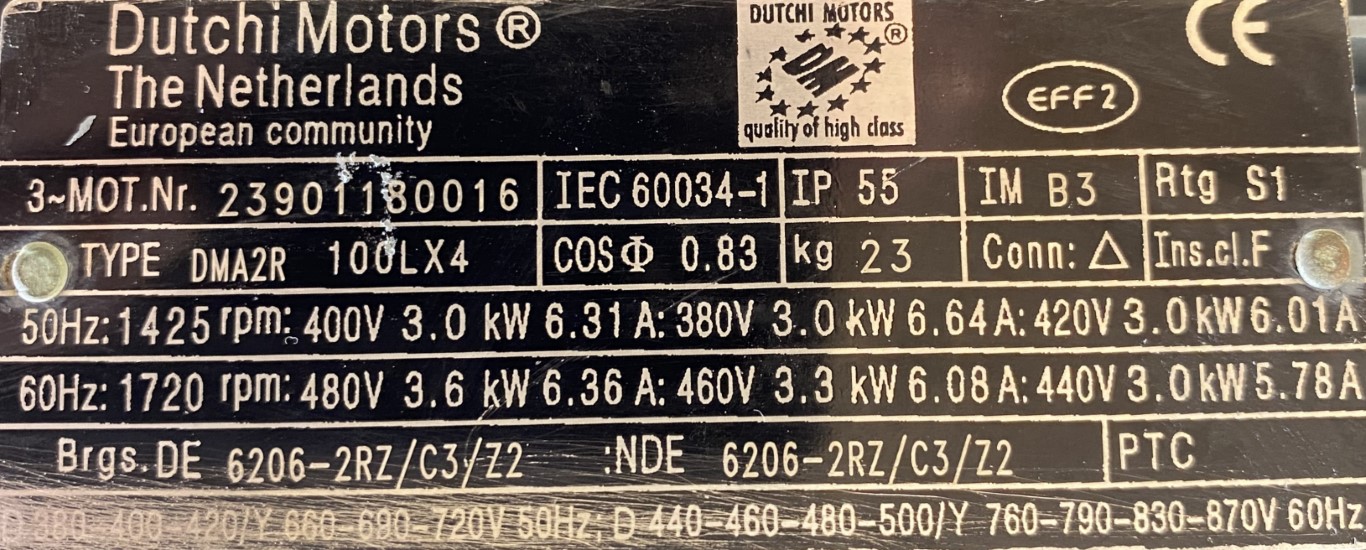 Dutchi Motors ®
The Netherlands
European community
DUTCHI MOTORS
®
DM
quality of high class
CE
EFF2
3~MOT.Nr. 23901180016 IEC 60034-1 IP 55 IM B3 Rtg S1
TYPE DMA2R 100LX4 COS Φ 0.83 kg 23 Conn: Δ Ins.cl.F
50Hz: 1425 rpm: 400V 3.0 kW 6.31 A: 380V 3.0 kW 6.64 A: 420V 3.0 kW 6.01A
60Hz: 1720 rpm: 480V 3.6 kW 6.36 A: 460V 3.3 kW 6.08 A: 440V 3.0 kW 5.78A
Brgs. DE 6206-2RZ/C3/Z2 :NDE 6206-2RZ/C3/Z2 PTC
D 380-400-420/Y 660-690-720V 50Hz; D 440-460-480-500/Y 760-790-830-870V 60Hz